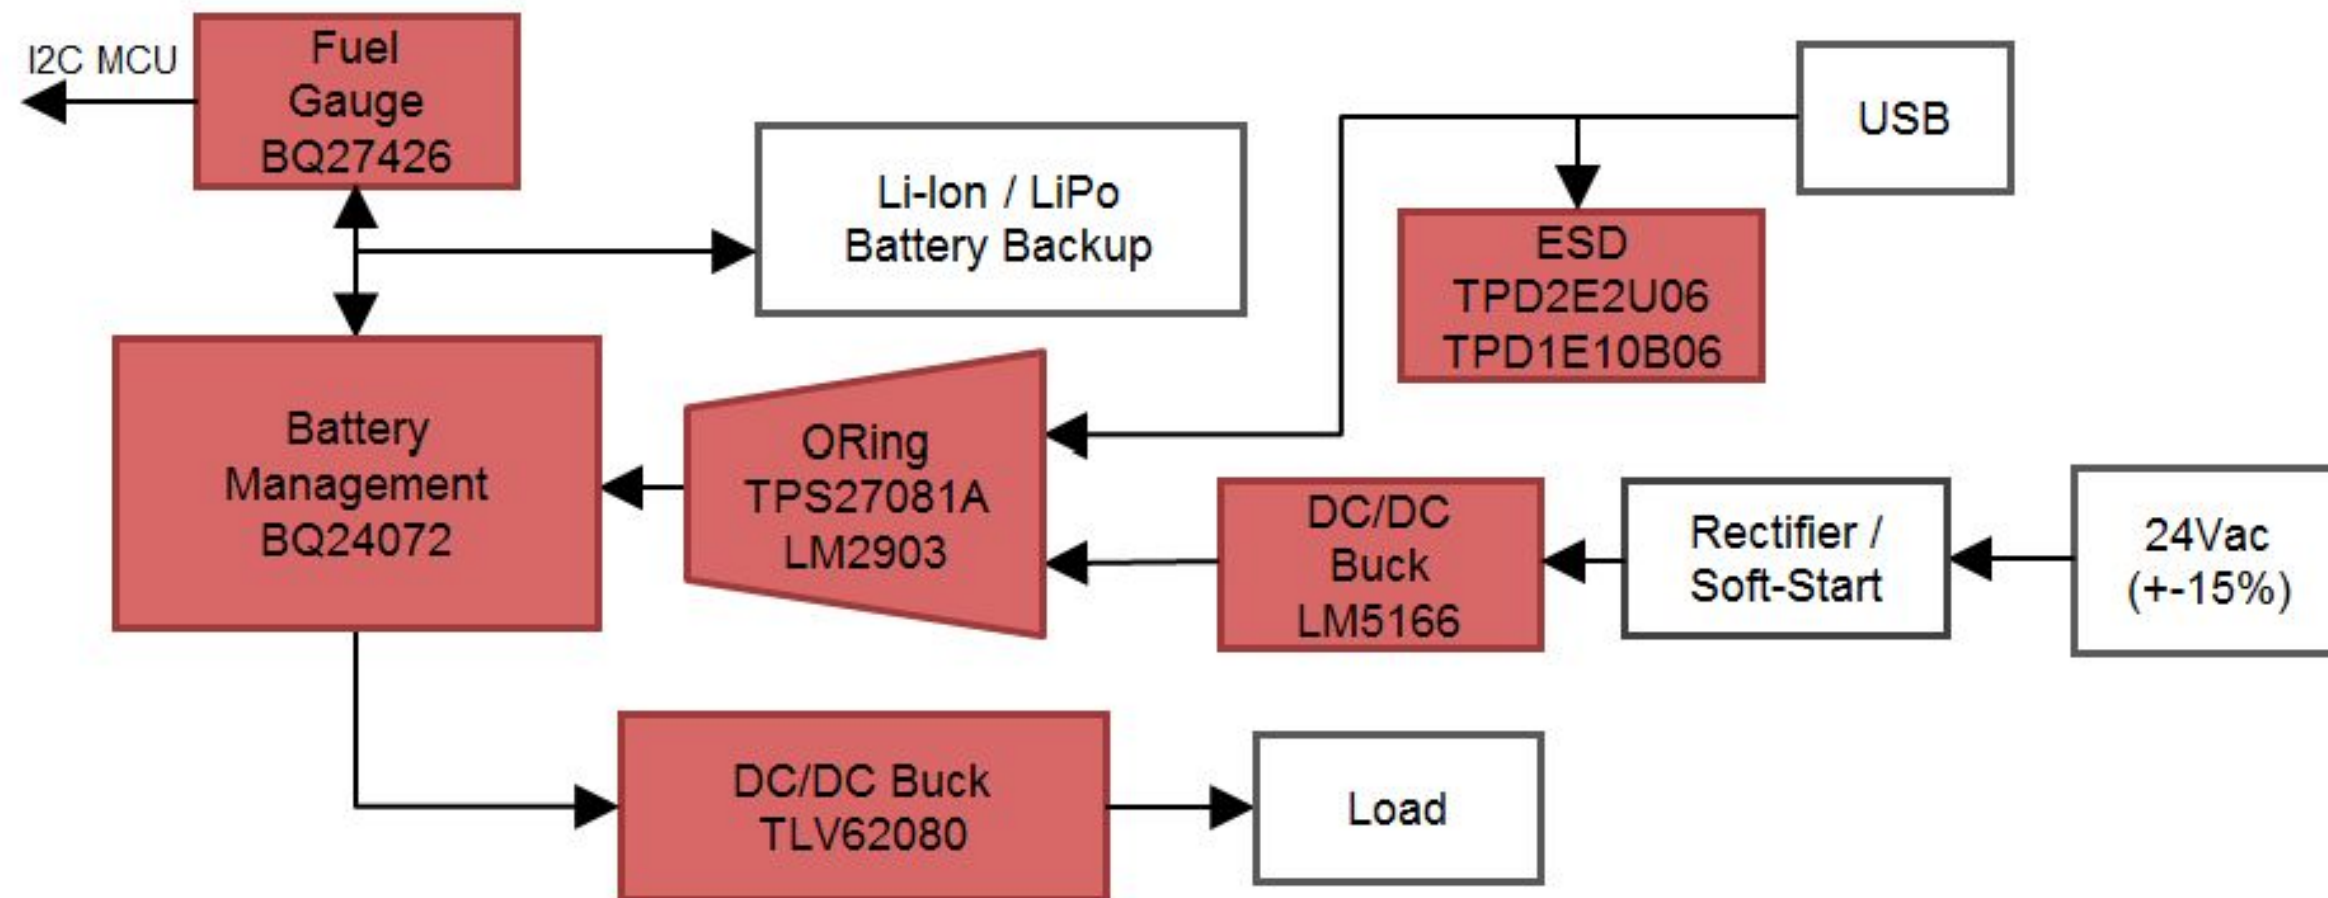 I2C MCU
Fuel
Gauge
BQ27426
Li-Ion / LiPo
Battery Backup
USB
ESD
TPD2E2U06
TPD1E10B06
Battery
Management
BQ24072
ORing
TPS27081A
LM2903
DC/DC
Buck
LM5166
Rectifier /
Soft-Start
24Vac
(+-15%)
DC/DC Buck
TLV62080
Load